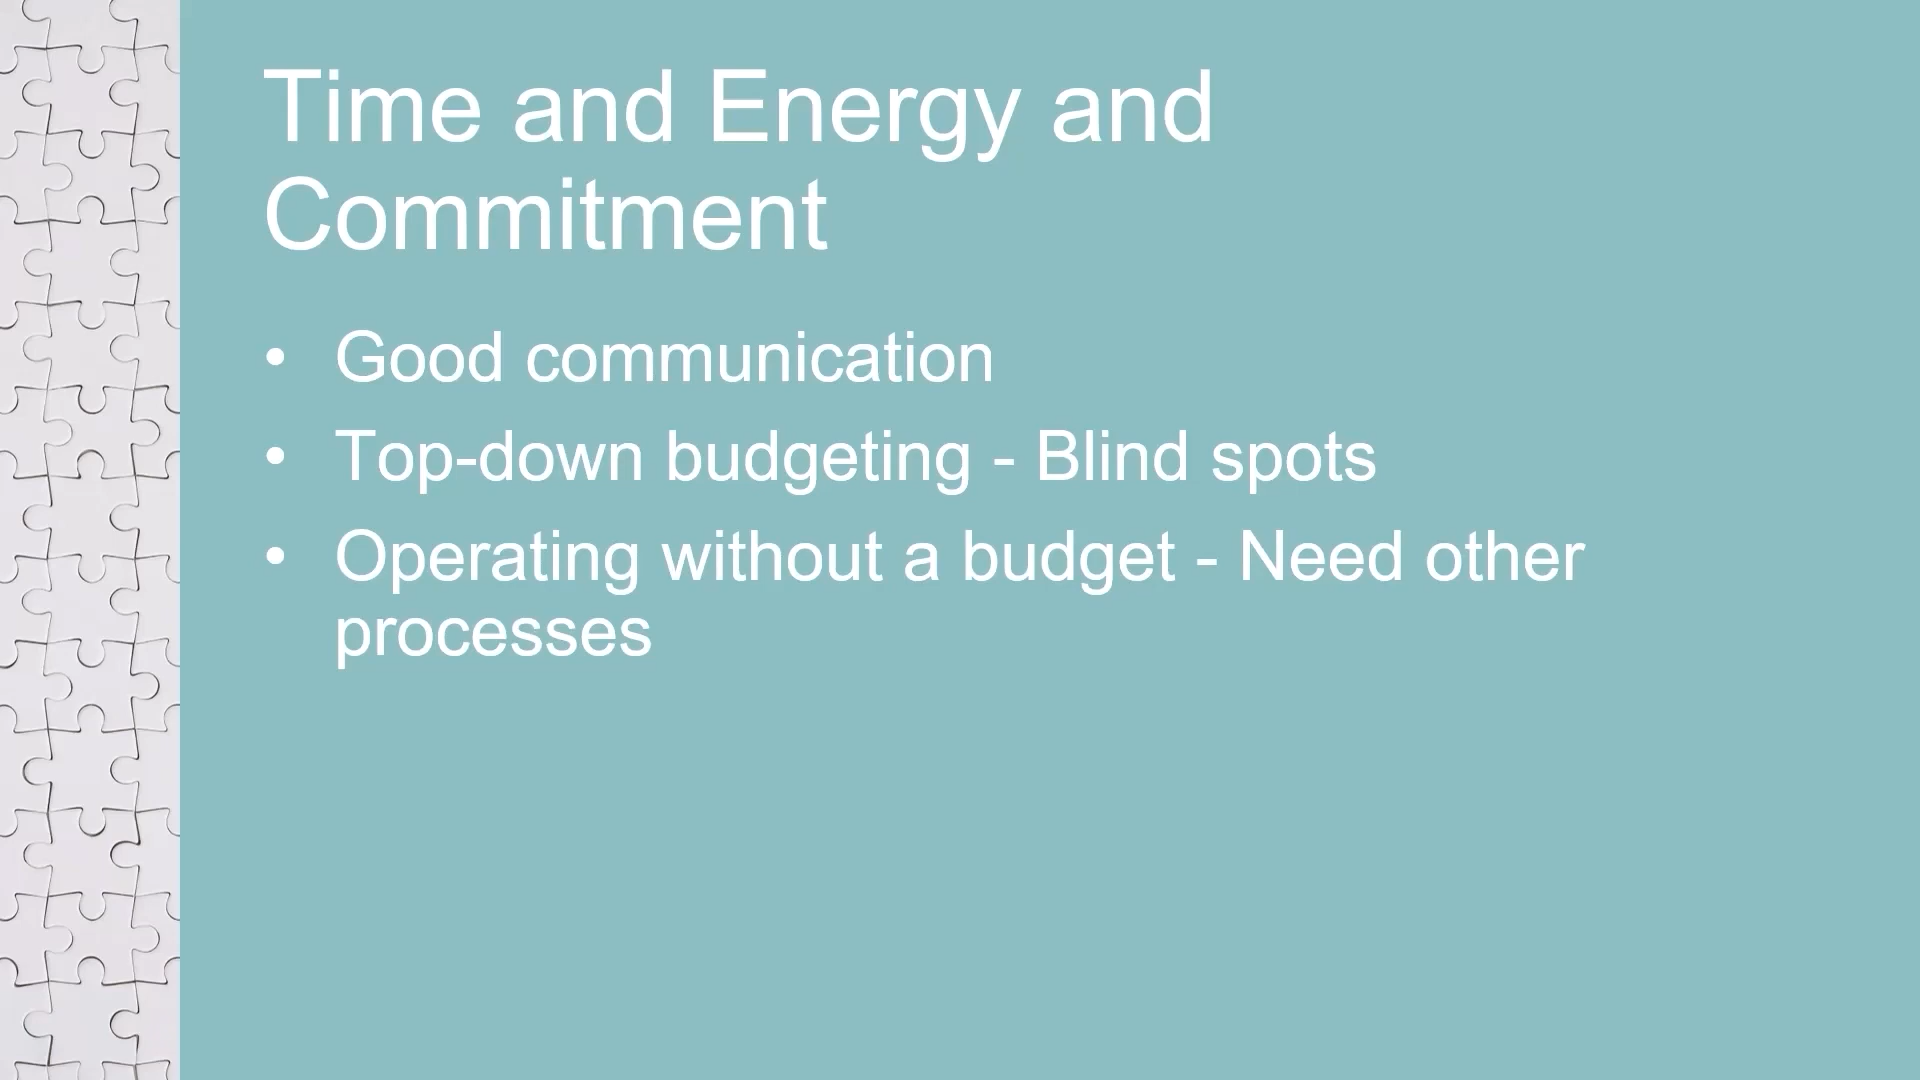 Time and Energy and
Commitment
• Good communication
• Top-down budgeting - Blind spots
• Operating without a budget - Need other
processes